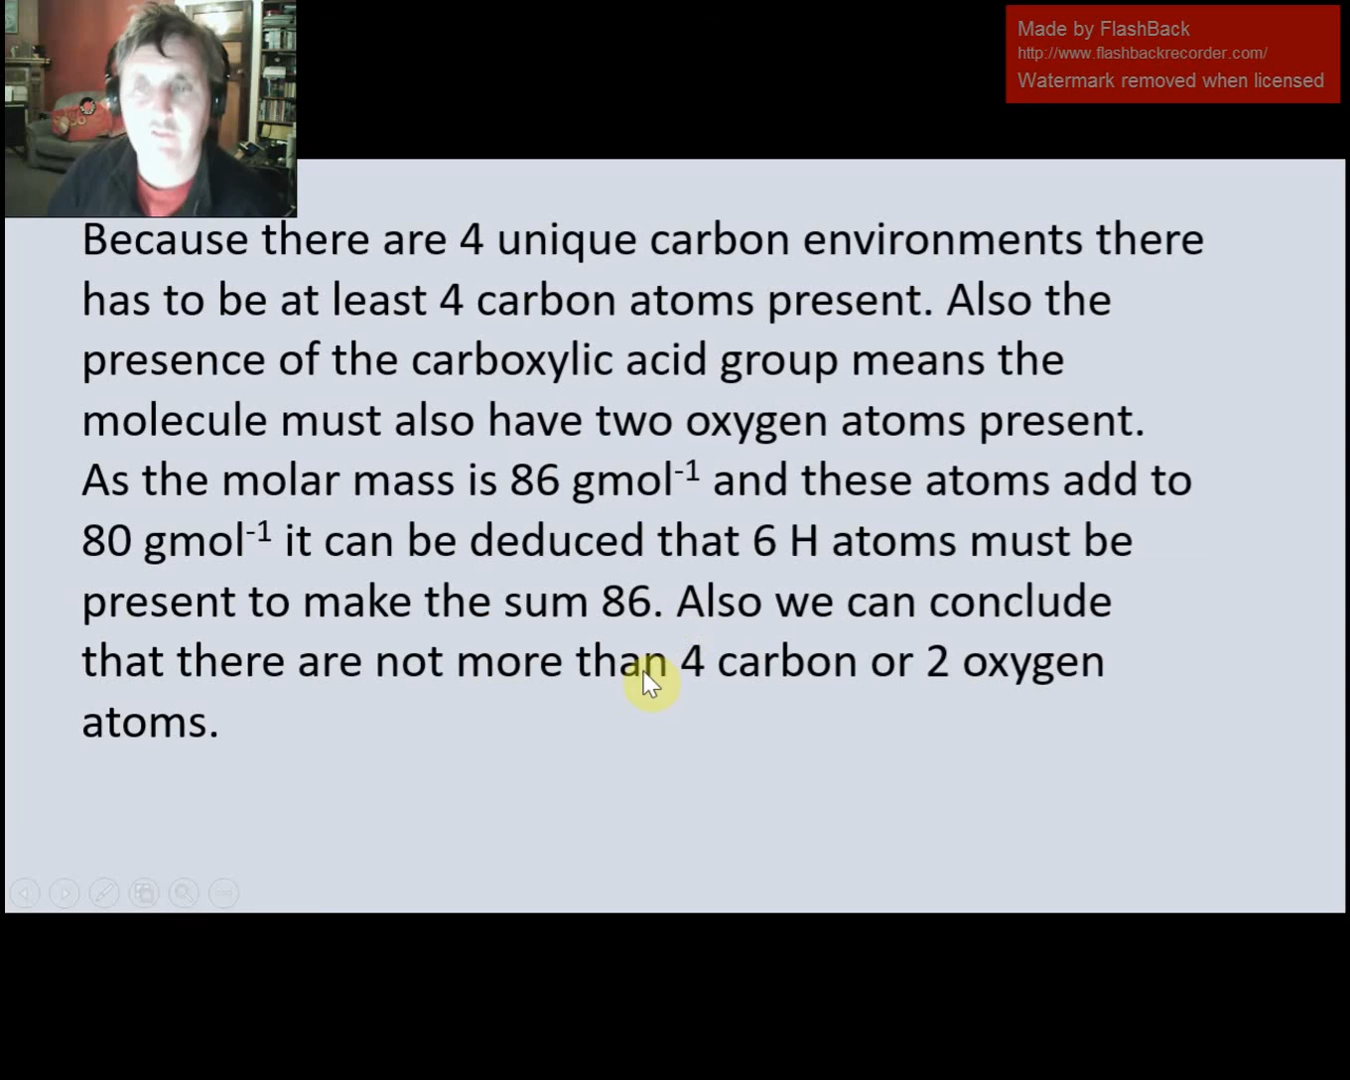 Made by FlashBack
http://www.flashbackrecorder.com/
Watermark removed when licensed
Because there are 4 unique carbon environments there
has to be at least 4 carbon atoms present. Also the
presence of the carboxylic acid group means the
molecule must also have two oxygen atoms present.
As the molar mass is 86 gmol⁻¹ and these atoms add to
80 gmol⁻¹ it can be deduced that 6 H atoms must be
present to make the sum 86. Also we can conclude
that there are not more than 4 carbon or 2 oxygen
atoms.